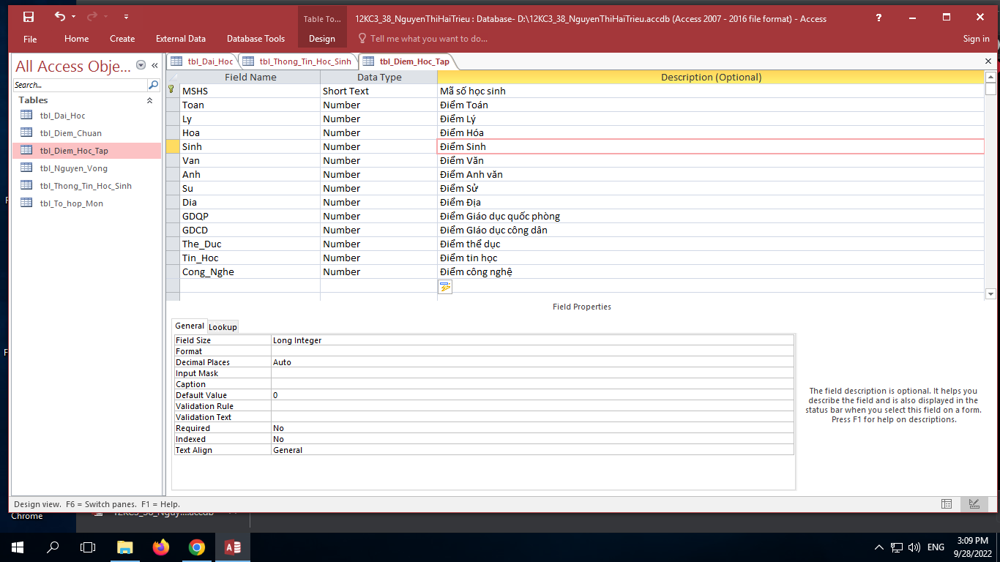 Table To...
12KC3_38_NguyenThiHaiTrieu : Database- D:\12KC3_38_NguyenThiHaiTrieu.accdb (Access 2007 - 2016 file format) - Access
?
File Home Create External Data Database Tools Design Tell me what you want to do... Sign in
All Access Obje...
Search...
Tables
tbl_Dai_Hoc
tbl_Diem_Chuan
tbl_Diem_Hoc_Tap
tbl_Nguyen_Vong
tbl_Thong_Tin_Hoc_Sinh
tbl_To_hop_Mon
tbl_Dai_Hoc tbl_Thong_Tin_Hoc_Sinh tbl_Diem_Hoc_Tap
Field Name Data Type Description (Optional)
MSHS Short Text Mã số học sinh
Toan Number Điểm Toán
Ly Number Điểm Lý
Hoa Number Điểm Hóa
Sinh Number Điểm Sinh
Van Number Điểm Văn
Anh Number Điểm Anh văn
Su Number Điểm Sử
Dia Number Điểm Địa
GDQP Number Điểm Giáo dục quốc phòng
GDCD Number Điểm GIáo dục công dân
The_Duc Number Điểm thể dục
Tin_Hoc Number Điểm tin học
Cong_Nghe Number Điểm công nghệ
Field Properties
General Lookup
Field Size Long Integer
Format
Decimal Places Auto
Input Mask
Caption
Default Value 0
Validation Rule
Validation Text
Required No
Indexed No
Text Align General
The field description is optional. It helps you
describe the field and is also displayed in the
status bar when you select this field on a form.
Press F1 for help on descriptions.
Design view. F6 = Switch panes. F1 = Help.
Chrome
12KC3_38_Nguy....accdb
ENG
3:09 PM
9/28/2022